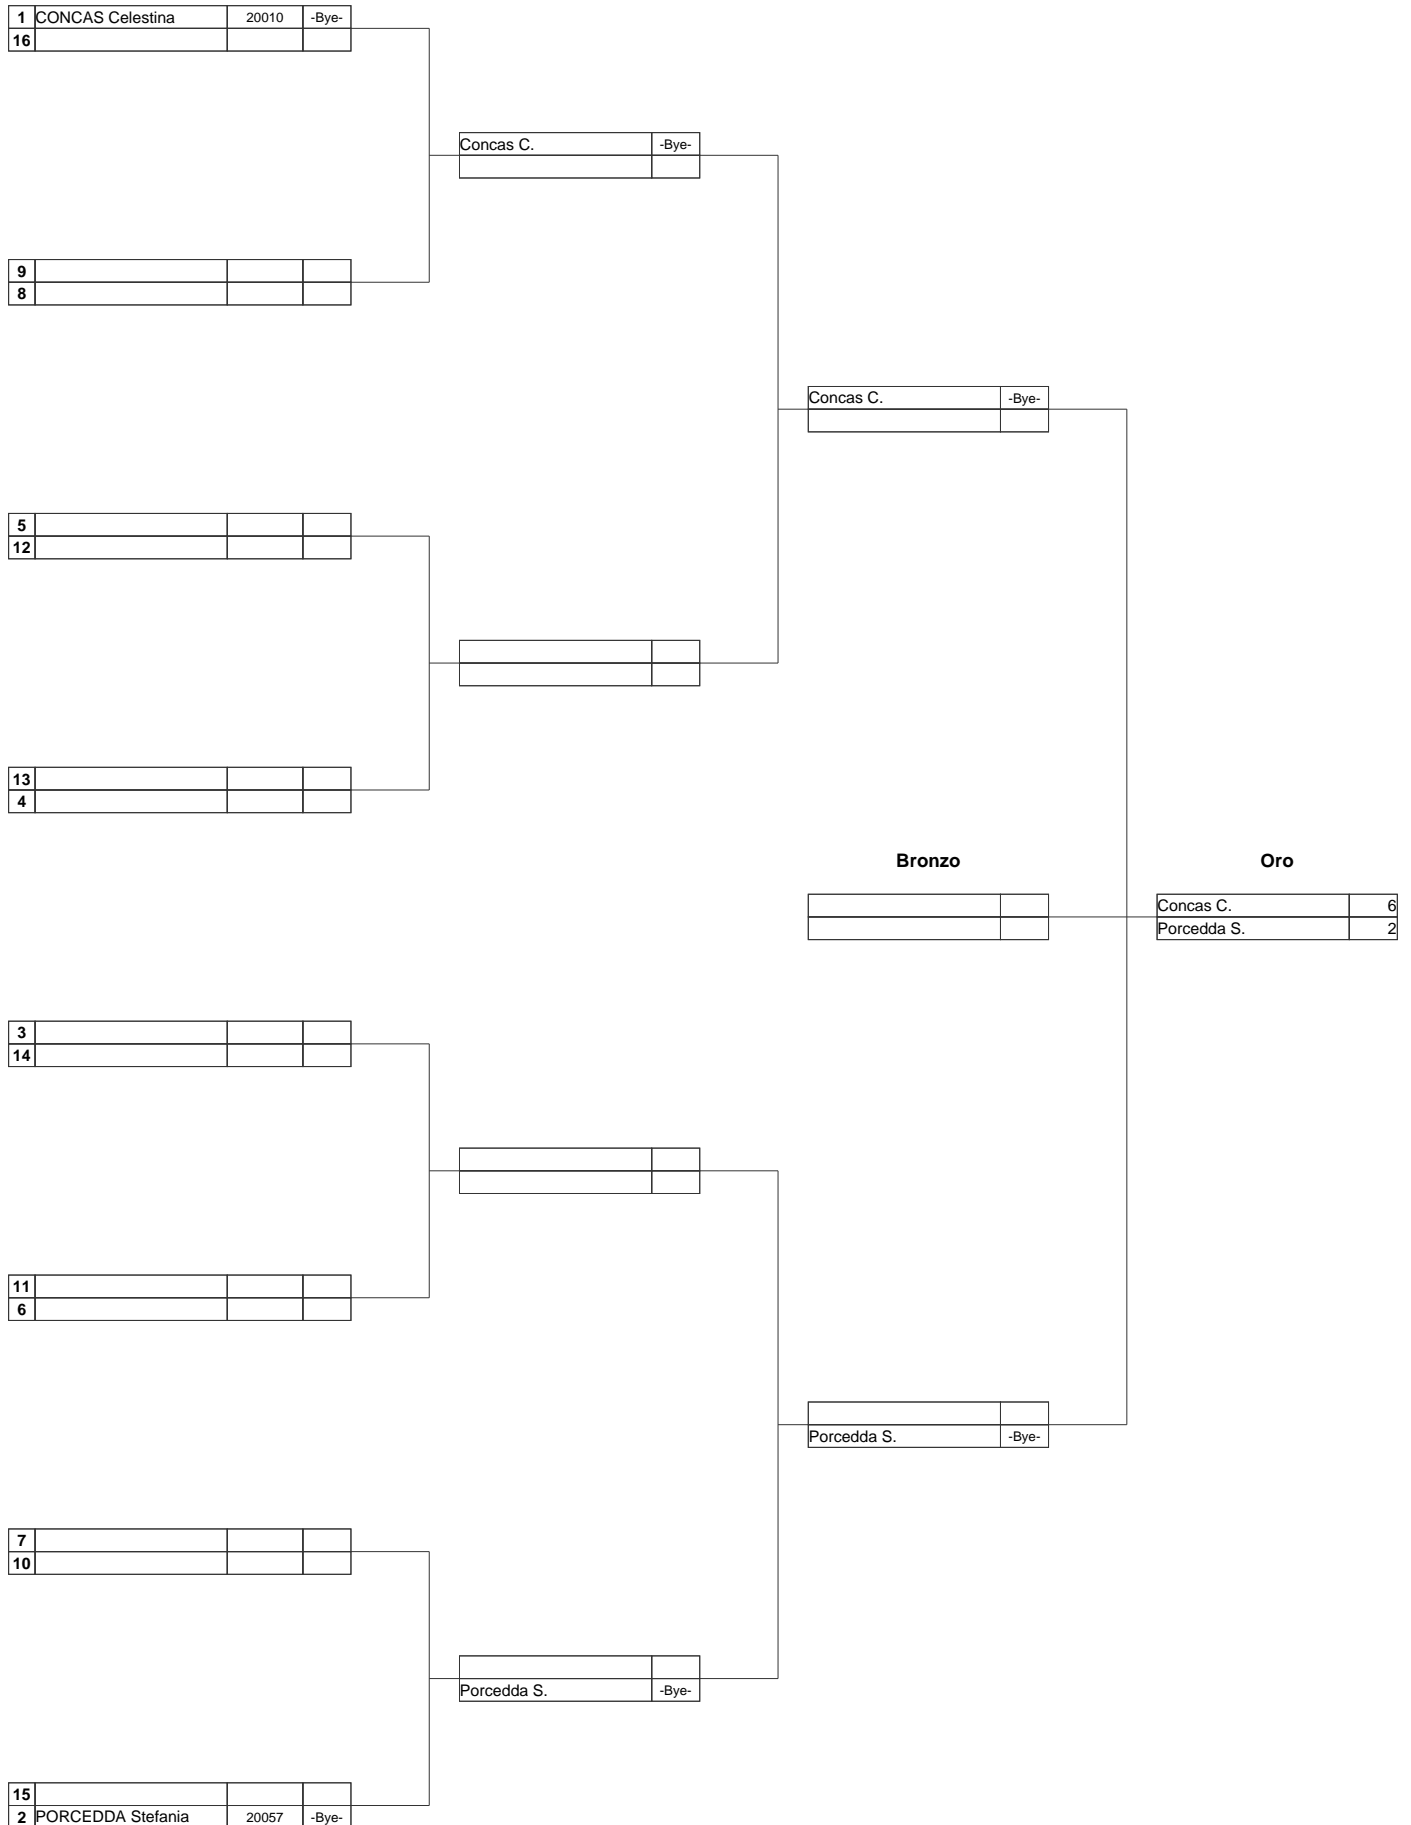 1 CONCAS Celestina 20010 -Bye-
16
Concas C. -Bye-
9
8
Concas C. -Bye-
5
12
13
4
Bronzo Oro
Concas C. 6
Porcedda S. 2
3
14
11
6
Porcedda S. -Bye-
7
10
Porcedda S. -Bye-
15
2 PORCEDDA Stefania 20057 -Bye-